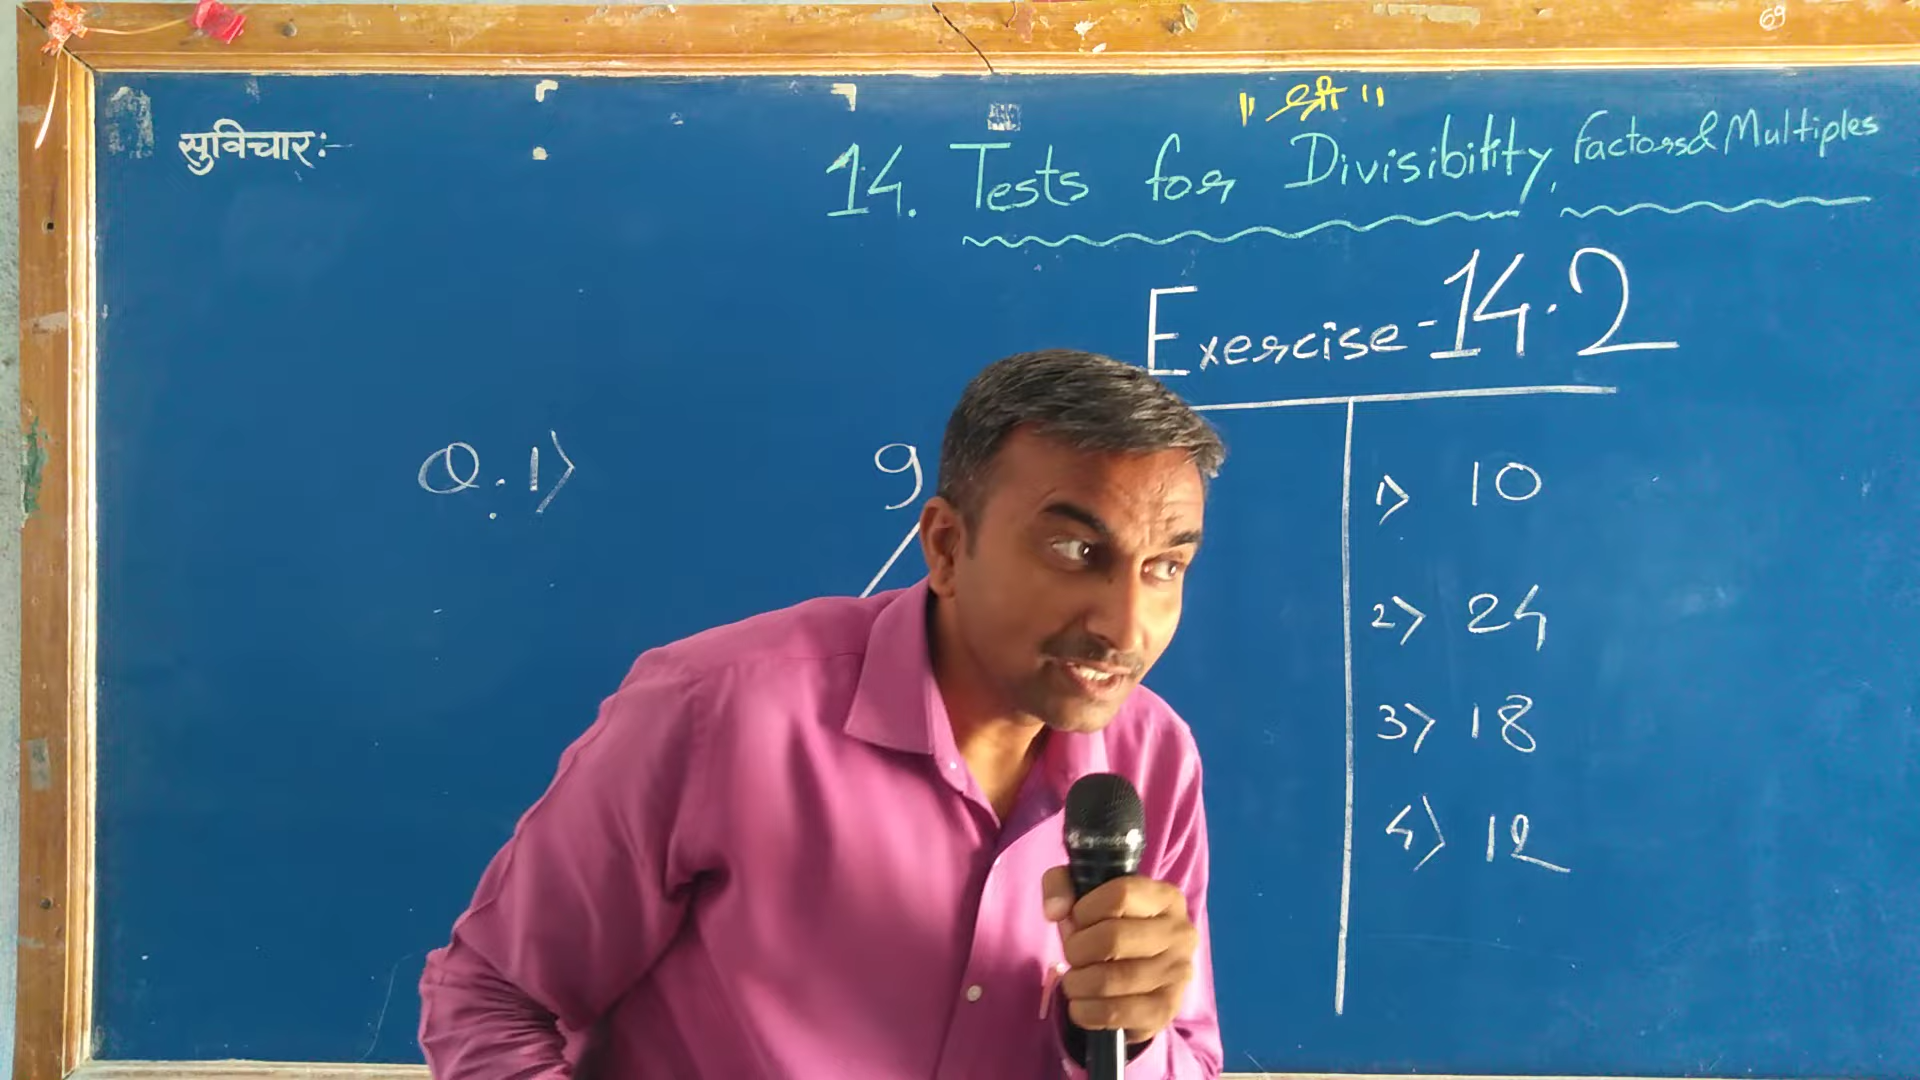 69
॥ श्री ॥
सुविचार:-
14. Tests for Divisibility, Factors & Multiples
Exercise-14.2
Q.1) 9
1) 10
2) 24
3) 18
4) 12